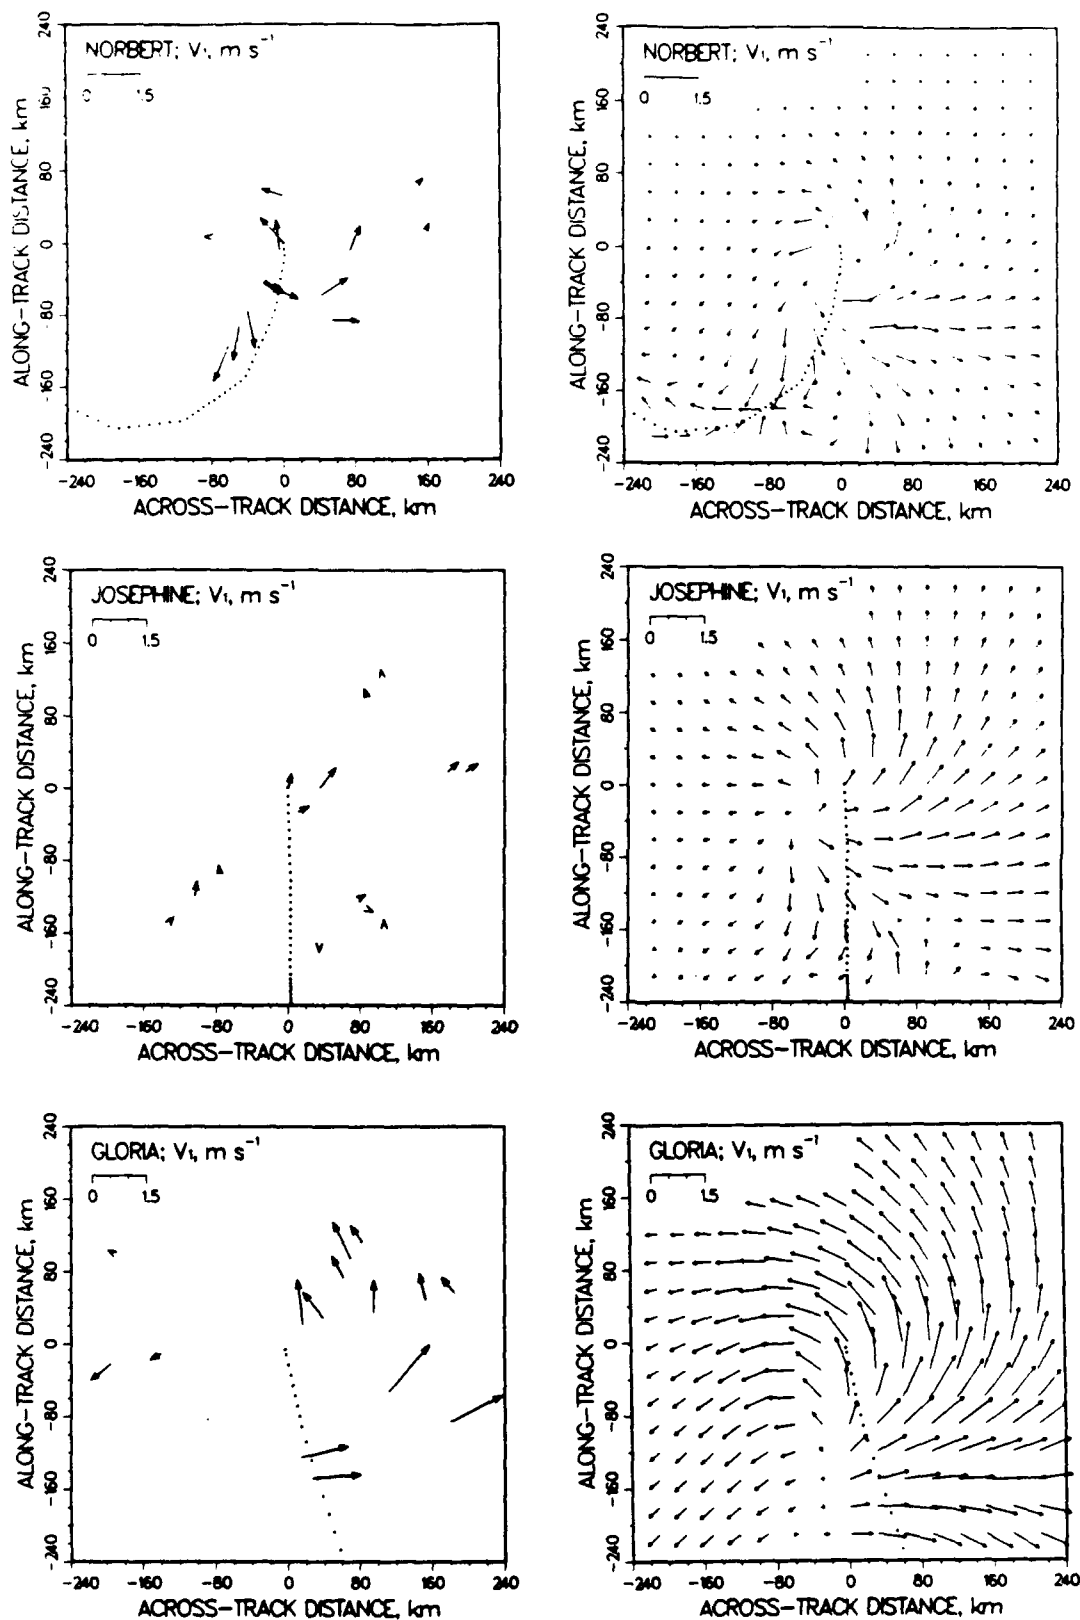 NORBERT; V₁, m s⁻¹
0 1.5
ALONG-TRACK DISTANCE, km
240
160
80
0
-80
-160
-240
-240 -160 -80 0 80 160 240
ACROSS-TRACK DISTANCE, km
NORBERT; V₁, m s⁻¹
0 1.5
ALONG-TRACK DISTANCE, km
240
160
80
0
-80
-160
-240
-240 -160 -80 0 80 160 240
ACROSS-TRACK DISTANCE, km
JOSEPHINE; V₁, m s⁻¹
0 1.5
ALONG-TRACK DISTANCE, km
240
160
80
0
-80
-160
-240
-240 -160 -80 0 80 160 240
ACROSS-TRACK DISTANCE, km
JOSEPHINE; V₁, m s⁻¹
0 1.5
ALONG-TRACK DISTANCE, km
240
160
80
0
-80
-160
-240
-240 -160 -80 0 80 160 240
ACROSS-TRACK DISTANCE, km
GLORIA; V₁, m s⁻¹
0 1.5
ALONG-TRACK DISTANCE, km
240
160
80
0
-80
-160
-240
-240 -160 -80 0 80 160 240
ACROSS-TRACK DISTANCE, km
GLORIA; V₁, m s⁻¹
0 1.5
ALONG-TRACK DISTANCE, km
240
160
80
0
-80
-160
-240
-240 -160 -80 0 80 160 240
ACROSS-TRACK DISTANCE, km